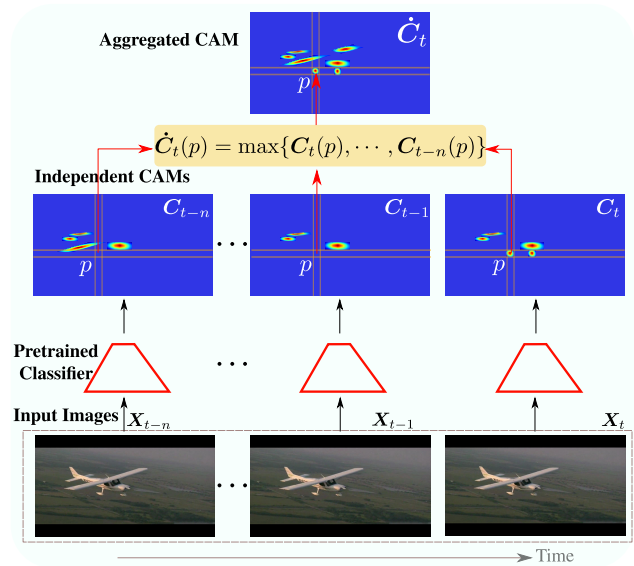 Aggregated CAM
Ċ_t
p
Ċ_t(p) = max{C_t(p), ⋯ , C_{t−n}(p)}
Independent CAMs
C_{t−n}
C_{t−1}
C_t
p
p
p
⋯
Pretrained
Classifier
⋯
Input Images
X_{t−n}
X_{t−1}
X_t
⋯
Time